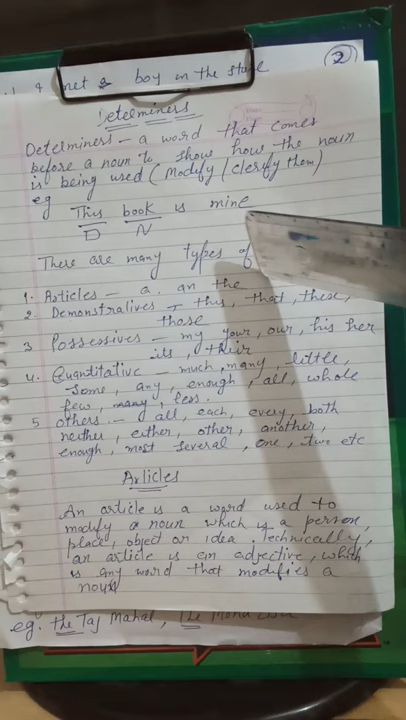 met a boy in the store
2
Determiners
Determiners - a word that comes
before a noun to show how the noun
is being used (Modify / Clerify them)
eg This book is mine
D N
There are many types of
1. Articles - a. an the
2 Demonstratives - this, that, these,
those
3 Possessives - my your, our, his her
its, their
4. Quantitative - much, many, little,
Some, any, enough, all, whole
few, many, less.
5 others. - all, each, every, both
neither, either, other, another,
enough, most several, one, two etc
Articles
An article is a word used to
modify a noun which is a person,
place, object or idea. Technically,
an article is an adjective, which
is any word that modifies a
noun
eg. the Taj Mahal, The Mona Lisa